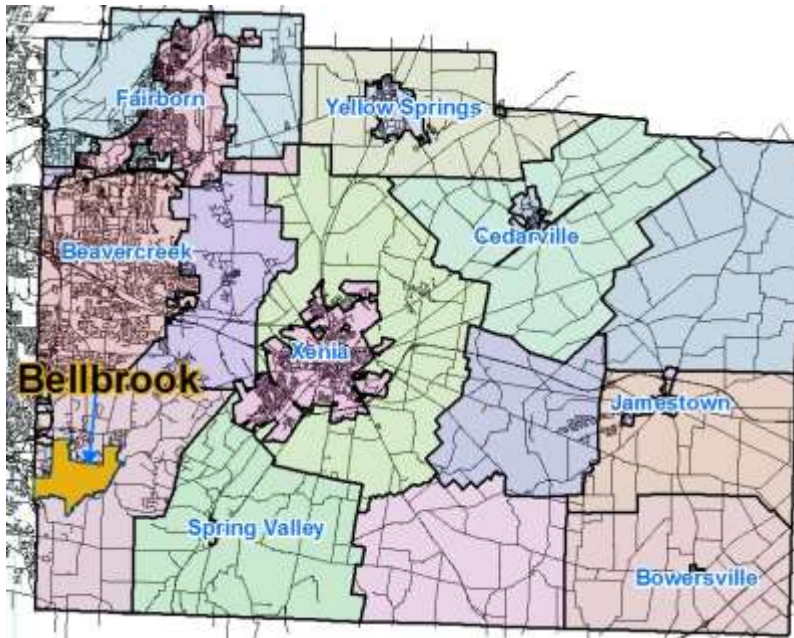 Fairborn
Yellow Springs
Beavercreek
Cedarville
Xenia
Bellbrook
Jamestown
Spring Valley
Bowersville